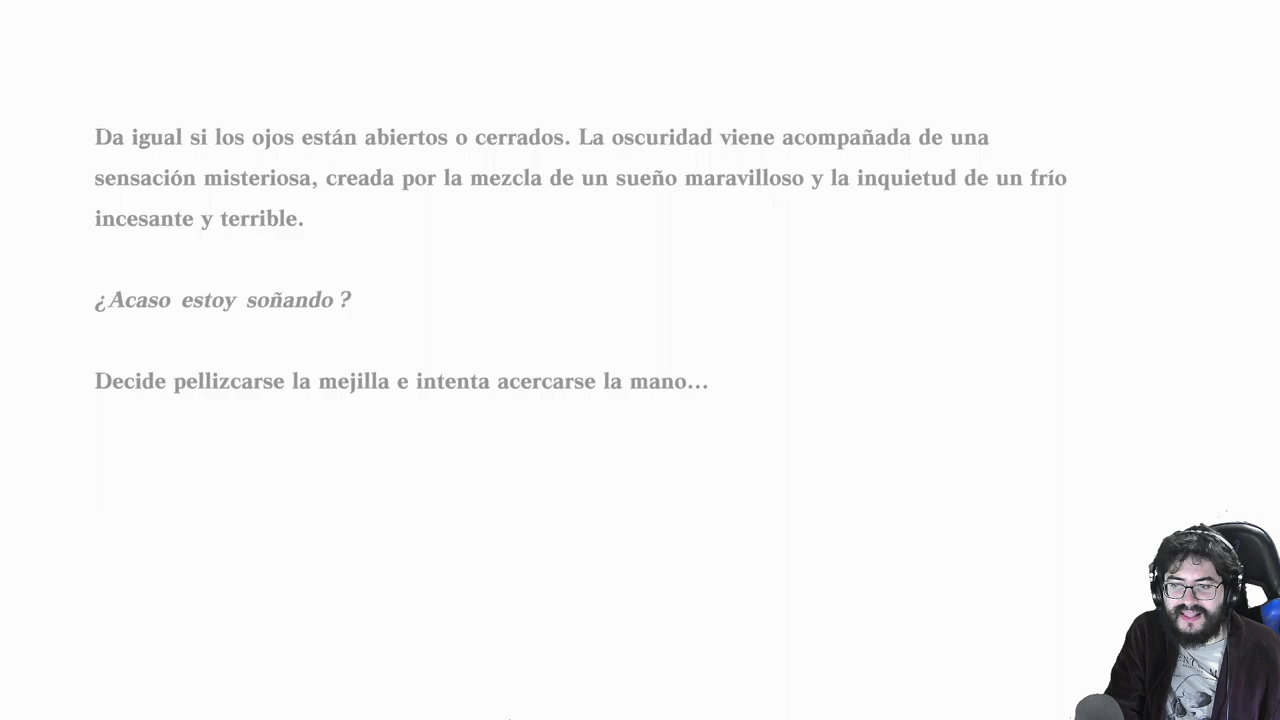 Da igual si los ojos están abiertos o cerrados. La oscuridad viene acompañada de una
sensación misteriosa, creada por la mezcla de un sueño maravilloso y la inquietud de un frío
incesante y terrible.
¿Acaso estoy soñando?
Decide pellizcarse la mejilla e intenta acercarse la mano...